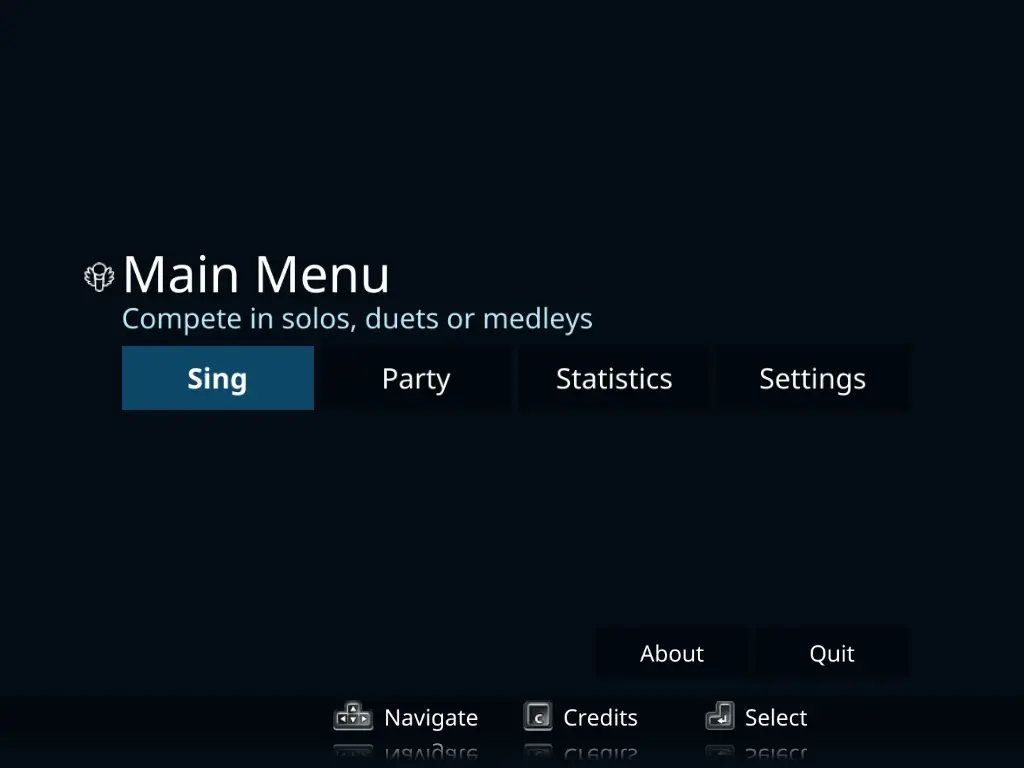 Main Menu
Compete in solos, duets or medleys
Sing Party Statistics Settings
About Quit
Navigate c Credits Select